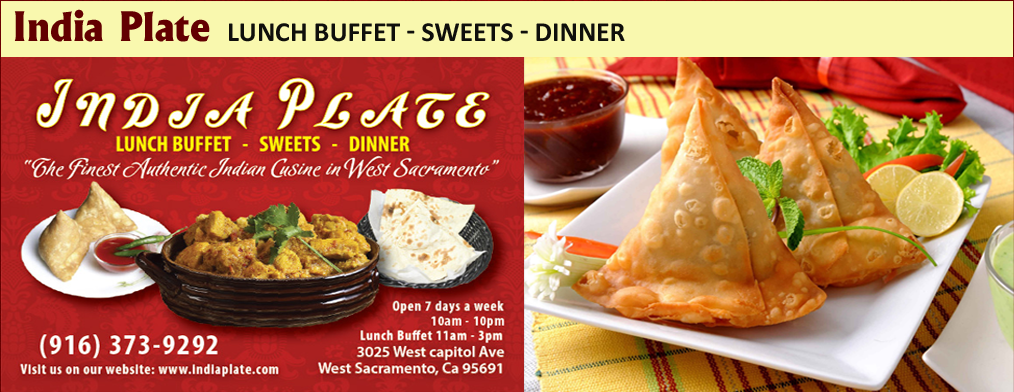 India Plate LUNCH BUFFET - SWEETS - DINNER
INDIA PLATE
LUNCH BUFFET - SWEETS - DINNER
"The Finest Authentic Indian Cusine in West Sacramento"
Open 7 days a week
10am - 10pm
Lunch Buffet 11am - 3pm
3025 West capitol Ave
West Sacramento, Ca 95691
(916) 373-9292
Visit us on our website: www.indiaplate.com